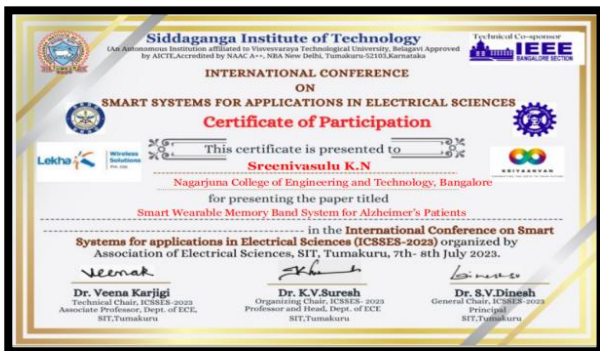 Siddaganga Institute of Technology
(An Autonomous Institution affiliated to Visvesvaraya Technological University, Belagavi Approved
by AICTE,Accredited by NAAC A++, NBA New Delhi, Tumakuru-52103,Karnataka
Technical Co-sponsor
IEEE
BANGALORE SECTION
INTERNATIONAL CONFERENCE
ON
SMART SYSTEMS FOR APPLICATIONS IN ELECTRICAL SCIENCES
Certificate of Participation
This certificate is presented to
Lekha
Wireless
Solutions
KRIYAANVAN
Sreenivasulu K.N
Nagarjuna College of Engineering and Technology, Bangalore
for presenting the paper titled
Smart Wearable Memory Band System for Alzheimer's Patients
in the International Conference on Smart
Systems for applications in Electrical Sciences (ICSSES-2023) organized by
Association of Electrical Sciences, SIT, Tumakuru, 7th- 8th July 2023.
Dr. Veena Karjigi
Technical Chair, ICSSES-2023
Associate Professor, Dept. of ECE,
SIT,Tumakuru
Dr. K.V.Suresh
Organizing Chair, ICSSES- 2023
Professor and Head, Dept. of ECE
SIT,Tumakuru
Dr. S.V.Dinesh
General Chair, ICSSES-2023
Principal
SIT,Tumakuru